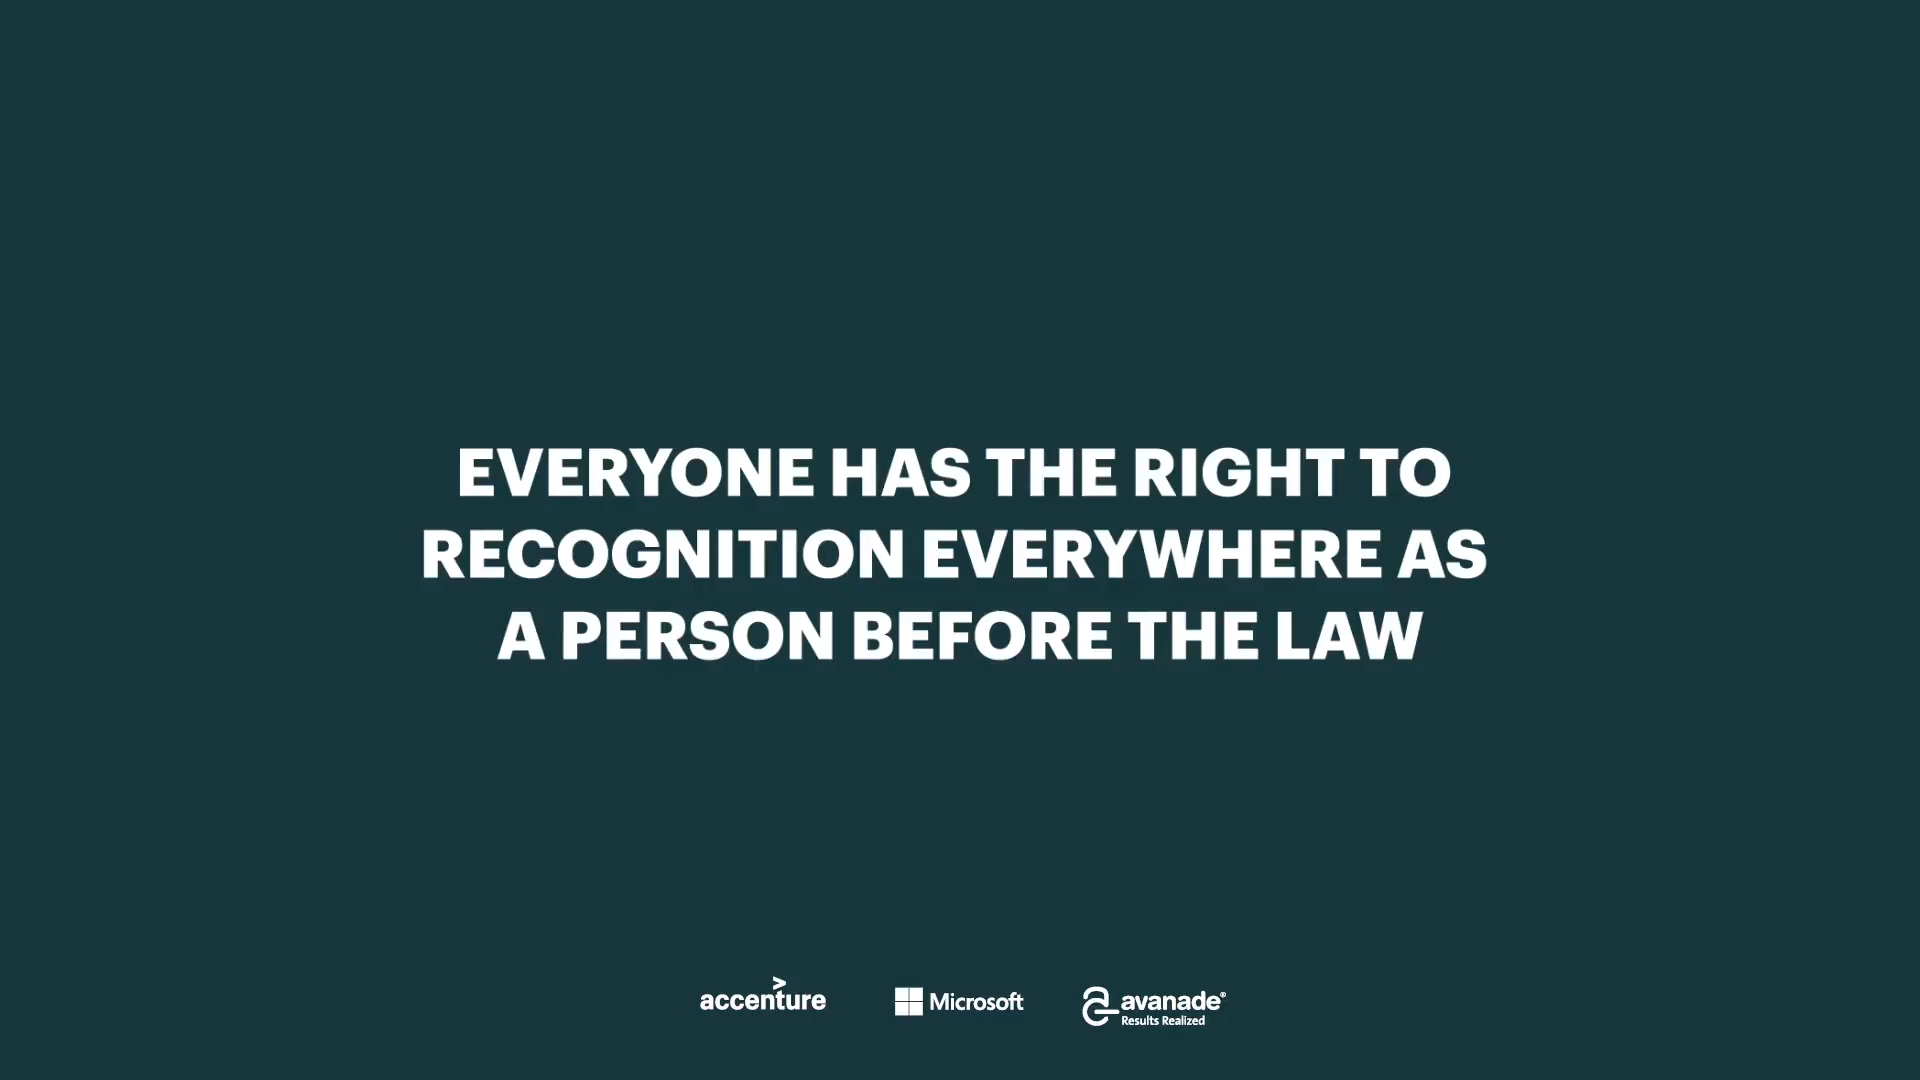 EVERYONE HAS THE RIGHT TO
RECOGNITION EVERYWHERE AS
A PERSON BEFORE THE LAW
accenture
Microsoft
avanade®
Results Realized